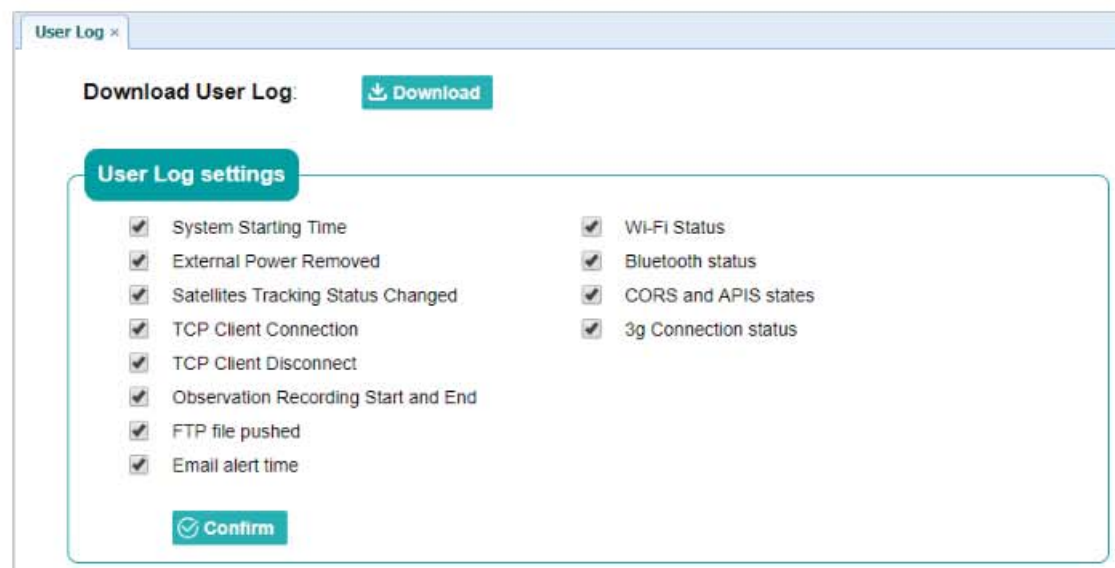 User Log ×
Download User Log:
Download
User Log settings
System Starting Time
External Power Removed
Satellites Tracking Status Changed
TCP Client Connection
TCP Client Disconnect
Observation Recording Start and End
FTP file pushed
Email alert time
Wi-Fi Status
Bluetooth status
CORS and APIS states
3g Connection status
Confirm